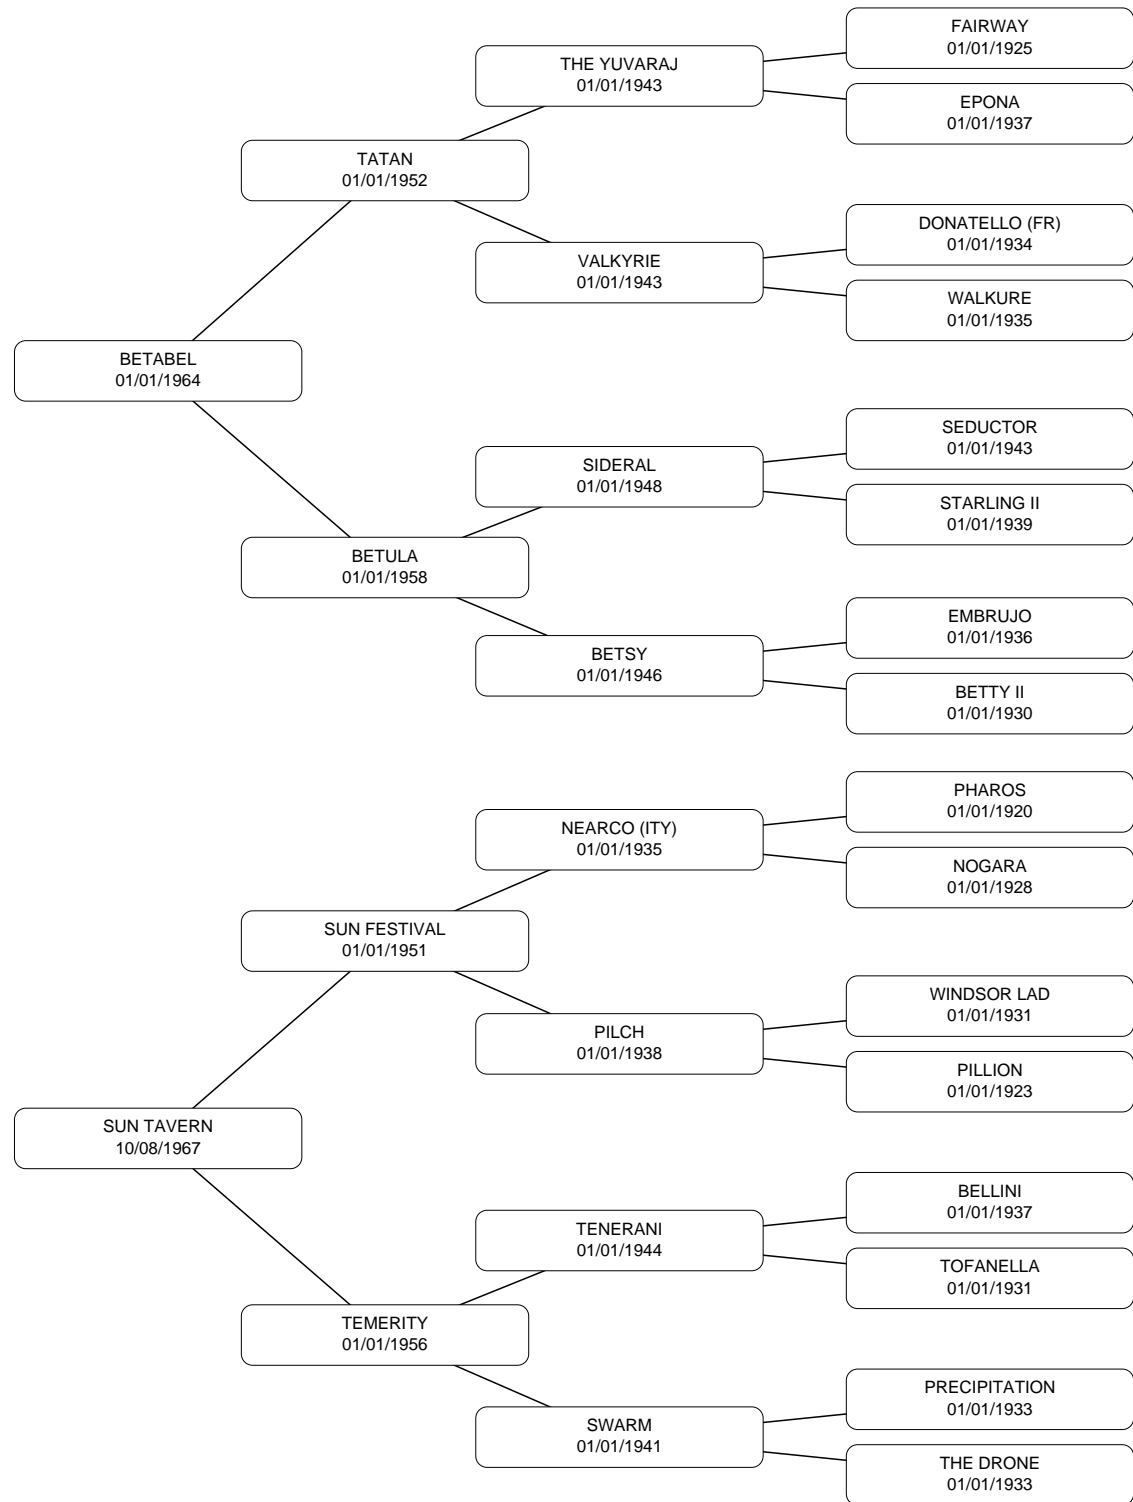 FAIRWAY
01/01/1925
THE YUVARAJ
01/01/1943
EPONA
01/01/1937
TATAN
01/01/1952
DONATELLO (FR)
01/01/1934
VALKYRIE
01/01/1943
WALKURE
01/01/1935
BETABEL
01/01/1964
SEDUCTOR
01/01/1943
SIDERAL
01/01/1948
STARLING II
01/01/1939
BETULA
01/01/1958
EMBRUJO
01/01/1936
BETSY
01/01/1946
BETTY II
01/01/1930
PHAROS
01/01/1920
NEARCO (ITY)
01/01/1935
NOGARA
01/01/1928
SUN FESTIVAL
01/01/1951
WINDSOR LAD
01/01/1931
PILCH
01/01/1938
PILLION
01/01/1923
SUN TAVERN
10/08/1967
BELLINI
01/01/1937
TENERANI
01/01/1944
TOFANELLA
01/01/1931
TEMERITY
01/01/1956
PRECIPITATION
01/01/1933
SWARM
01/01/1941
THE DRONE
01/01/1933